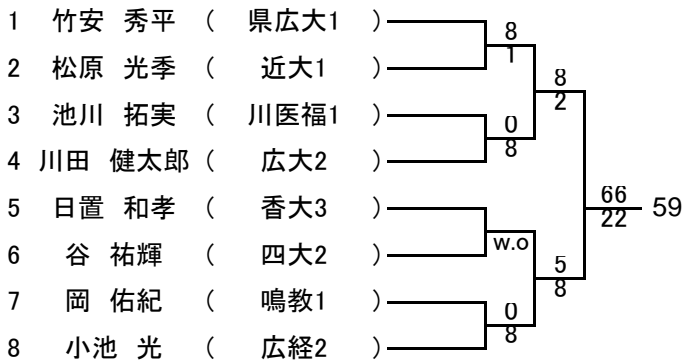 1 竹安 秀平 ( 県広大1 )
8
1
2 松原 光季 ( 近大1 )
8
2
3 池川 拓実 ( 川医福1 )
0
8
4 川田 健太郎 ( 広大2 )
66
22
59
5 日置 和孝 ( 香大3 )
w.o
6 谷 祐輝 ( 四大2 )
5
8
7 岡 佑紀 ( 鳴教1 )
0
8
8 小池 光 ( 広経2 )